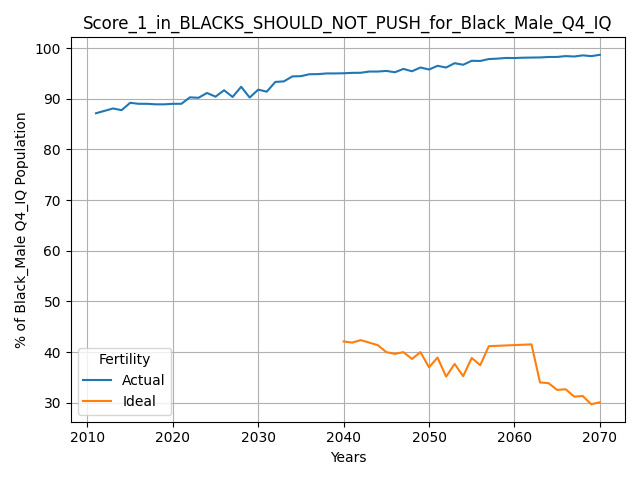 Score_1_in_BLACKS_SHOULD_NOT_PUSH_for_Black_Male_Q4_IQ
% of Black_Male Q4_IQ Population
100
90
80
70
60
50
40
30
Fertility
Actual
Ideal
2010 2020 2030 2040 2050 2060 2070
Years